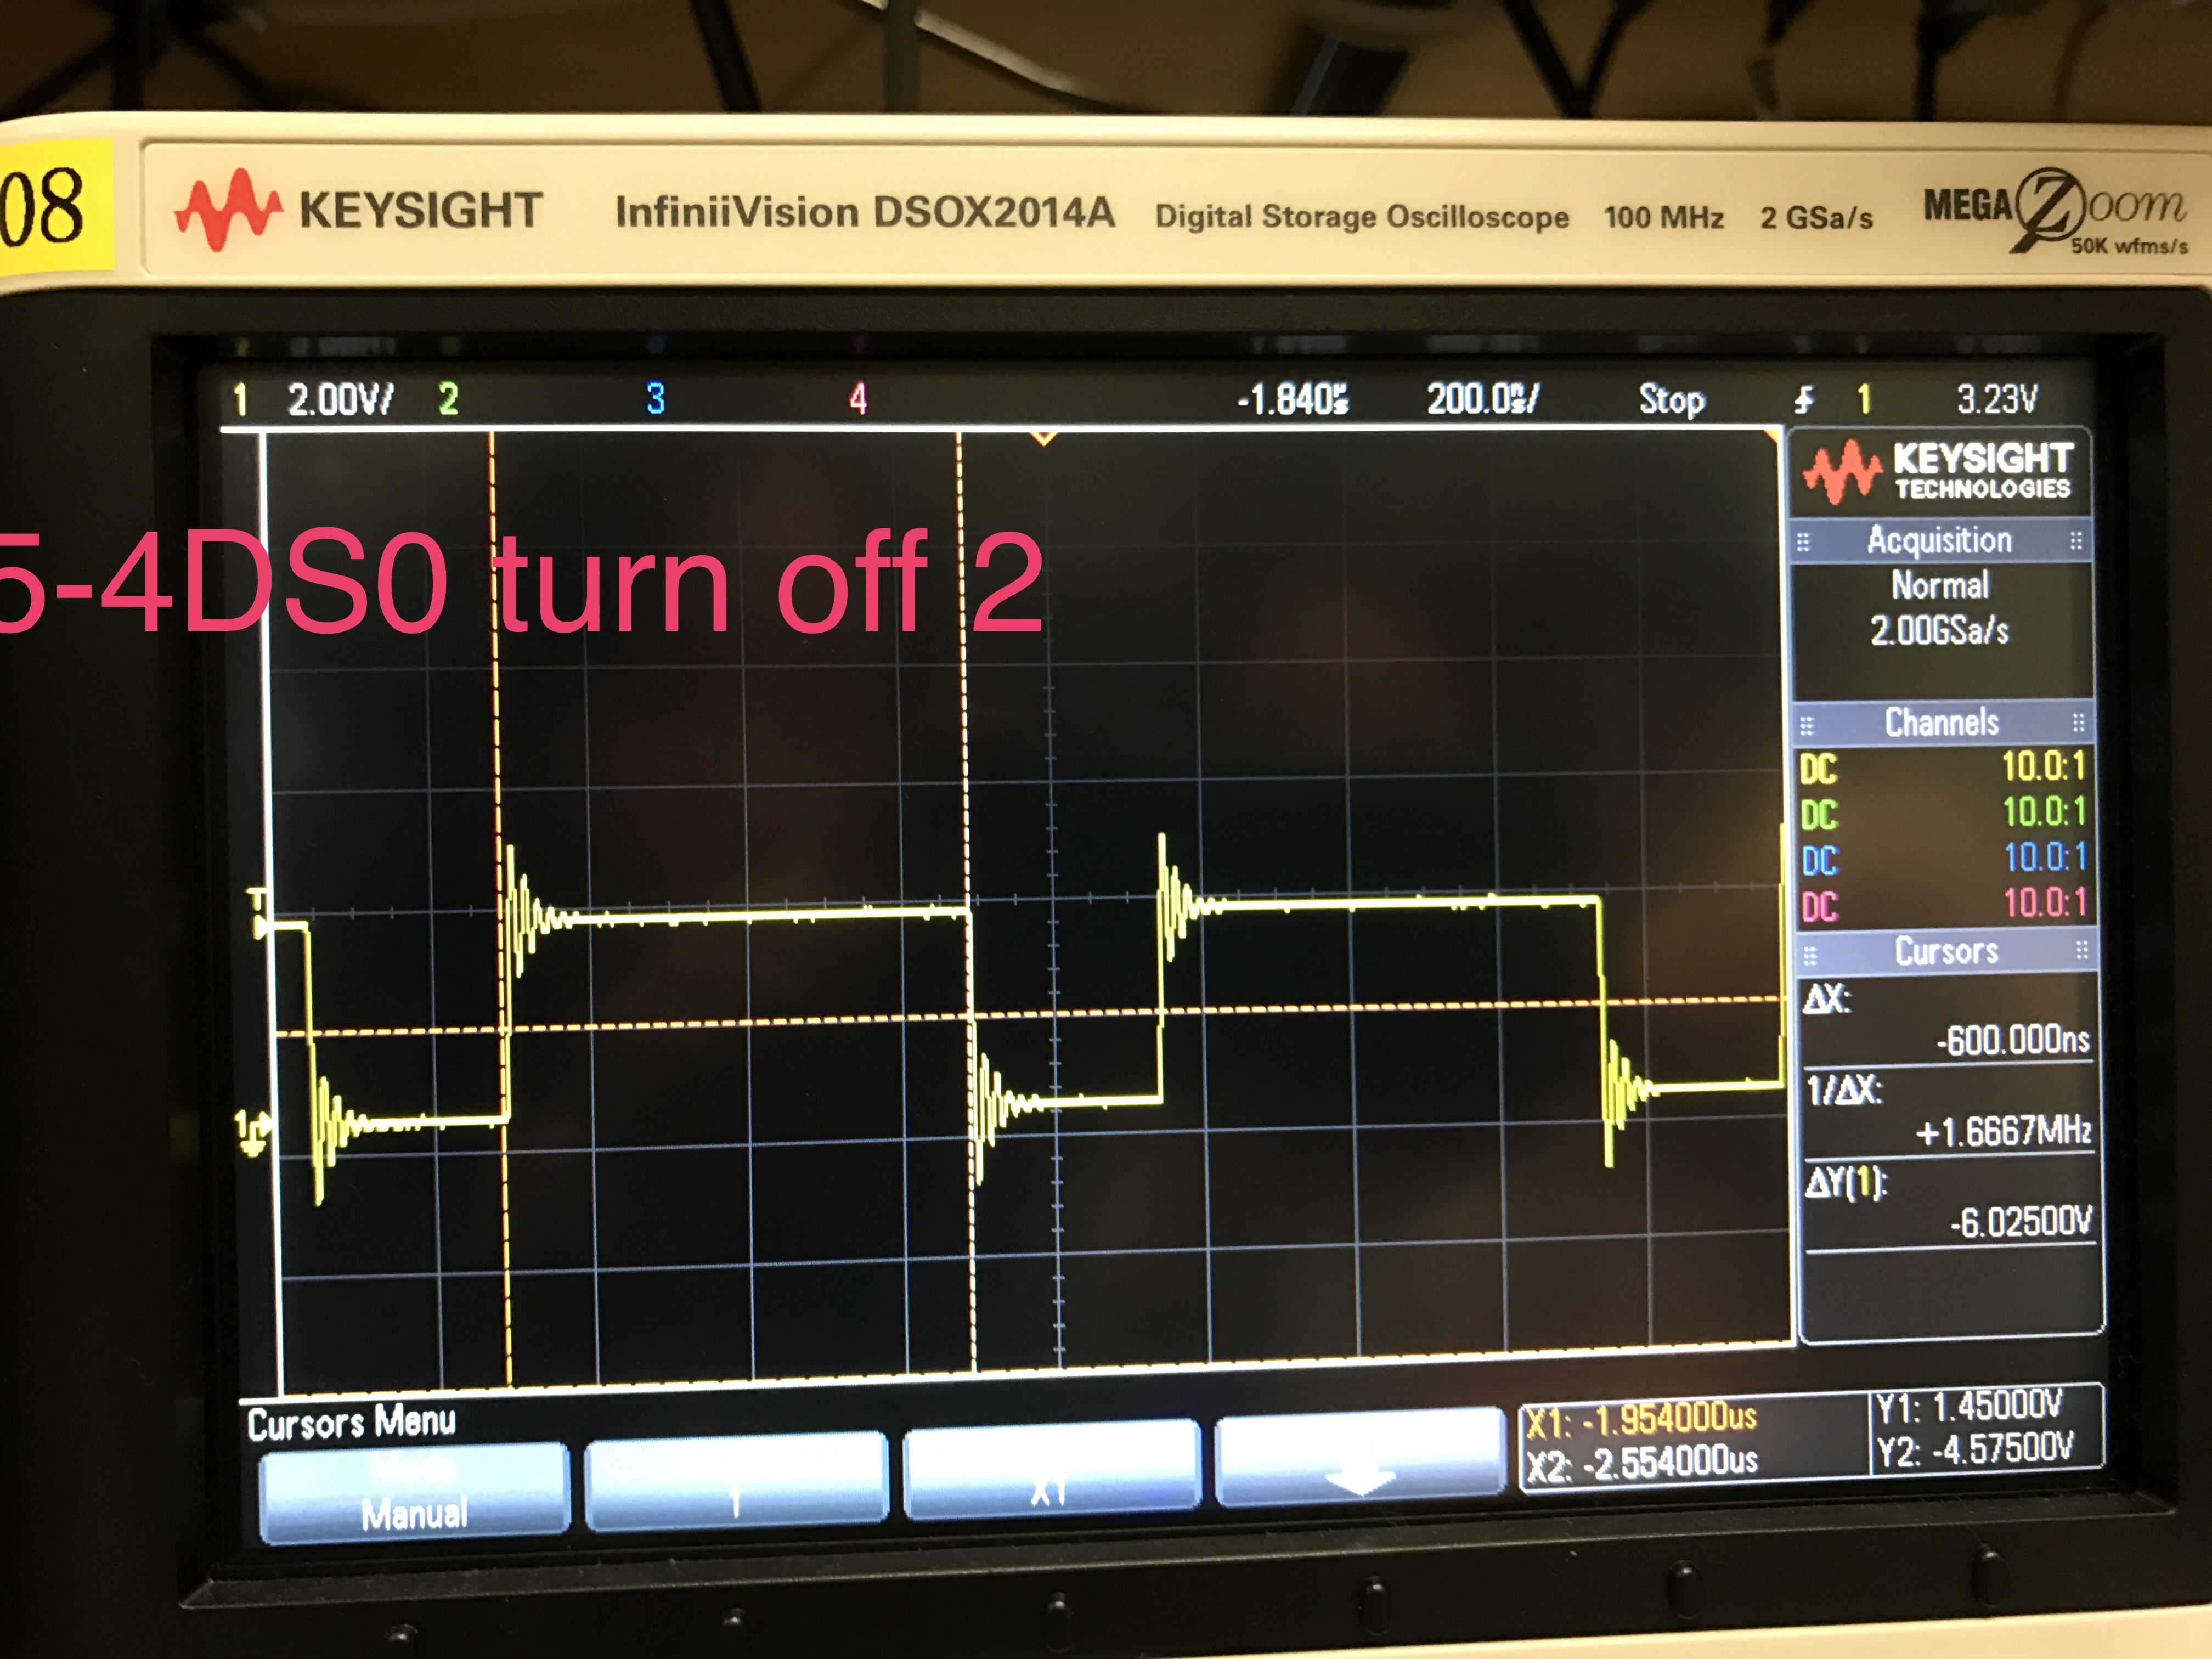 08
KEYSIGHT InfiniiVision DSOX2014A Digital Storage Oscilloscope 100 MHz 2 GSa/s MEGA Zoom
50K wfms/s
1 2.00V/ 2 3 4 -1.840us 200.0ns/ Stop 1 3.23V
KEYSIGHT
TECHNOLOGIES
Acquisition
Normal
2.00GSa/s
5-4DS0 turn off 2
Channels
DC 10.0:1
DC 10.0:1
DC 10.0:1
DC 10.0:1
T
Cursors
ΔX:
-600.000ns
1/ΔX:
+1.6667MHz
1
ΔY(1):
-6.02500V
Cursors Menu
Mode
Manual
1
X1
X1: -1.954000us
X2: -2.554000us
Y1: 1.45000V
Y2: -4.57500V